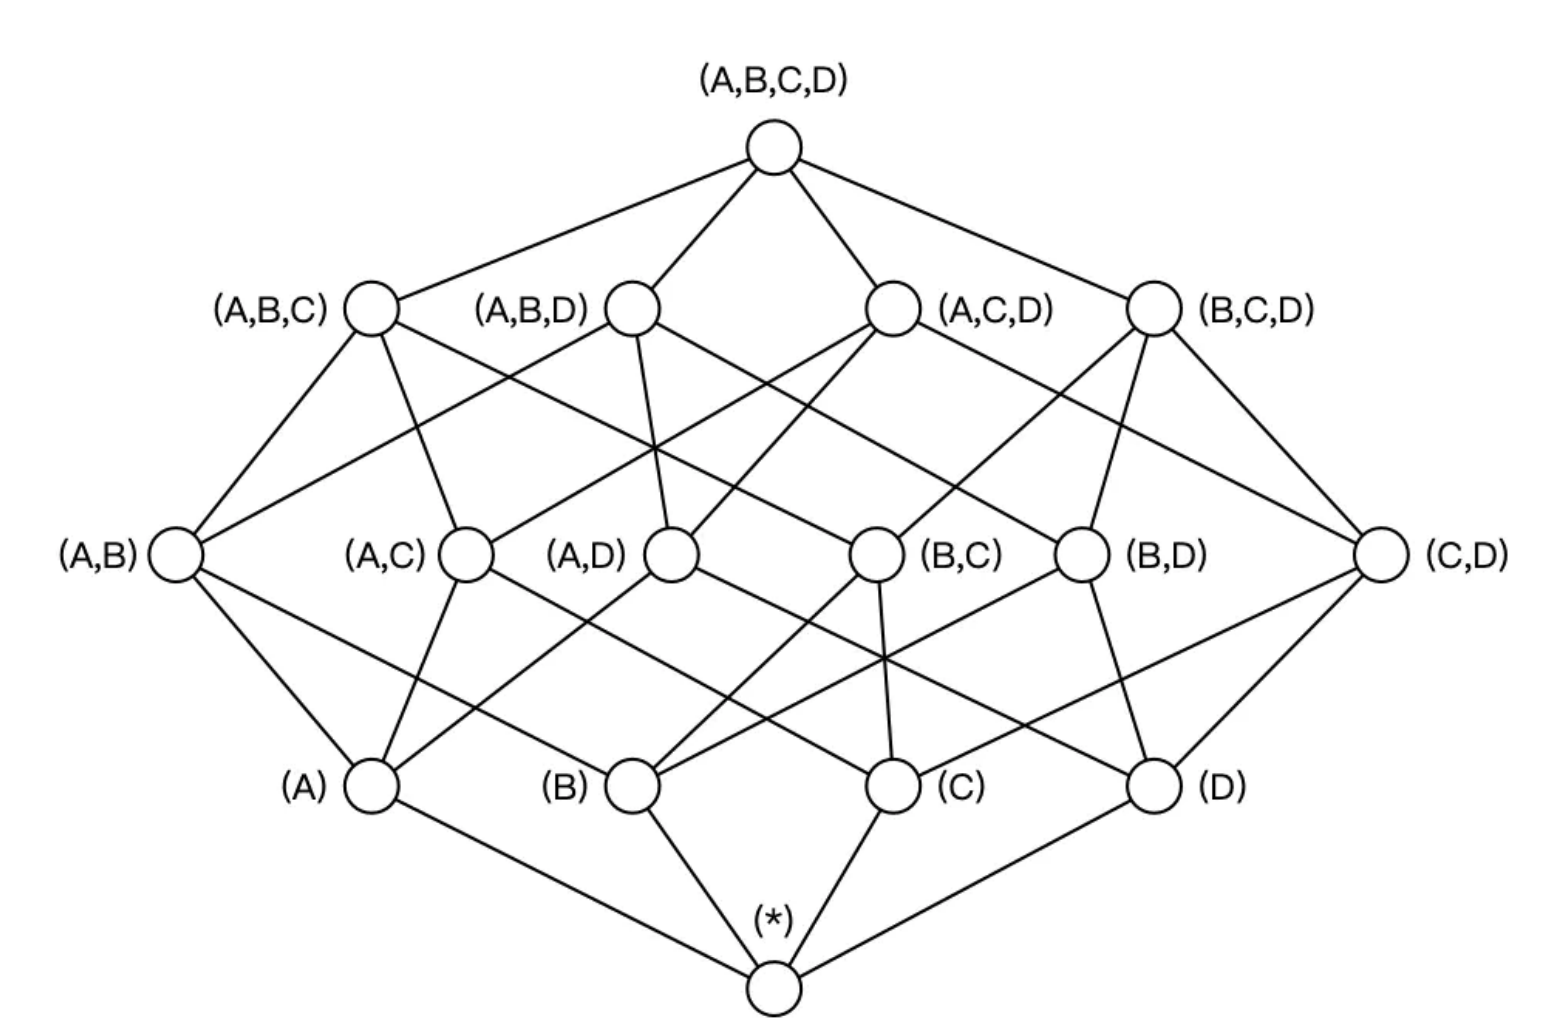 (A,B,C,D)
(A,B,C) (A,B,D) (A,C,D) (B,C,D)
(A,B) (A,C) (A,D) (B,C) (B,D) (C,D)
(A) (B) (C) (D)
(*)